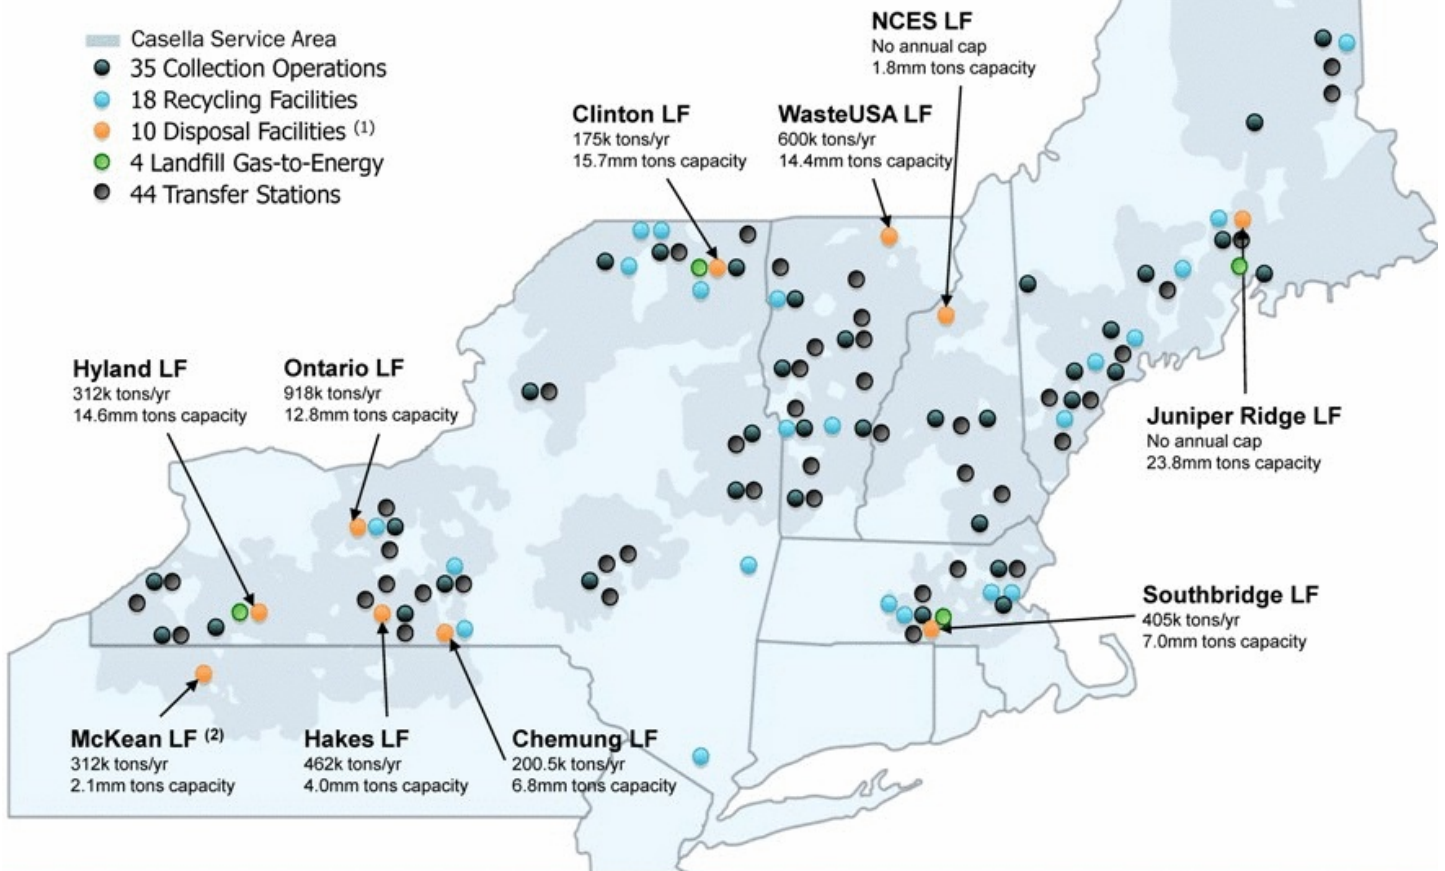 Casella Service Area
35 Collection Operations
18 Recycling Facilities
10 Disposal Facilities (1)
4 Landfill Gas-to-Energy
44 Transfer Stations
NCES LF
No annual cap
1.8mm tons capacity
Clinton LF
175k tons/yr
15.7mm tons capacity
WasteUSA LF
600k tons/yr
14.4mm tons capacity
Hyland LF
312k tons/yr
14.6mm tons capacity
Ontario LF
918k tons/yr
12.8mm tons capacity
Juniper Ridge LF
No annual cap
23.8mm tons capacity
Southbridge LF
405k tons/yr
7.0mm tons capacity
McKean LF (2)
312k tons/yr
2.1mm tons capacity
Hakes LF
462k tons/yr
4.0mm tons capacity
Chemung LF
200.5k tons/yr
6.8mm tons capacity